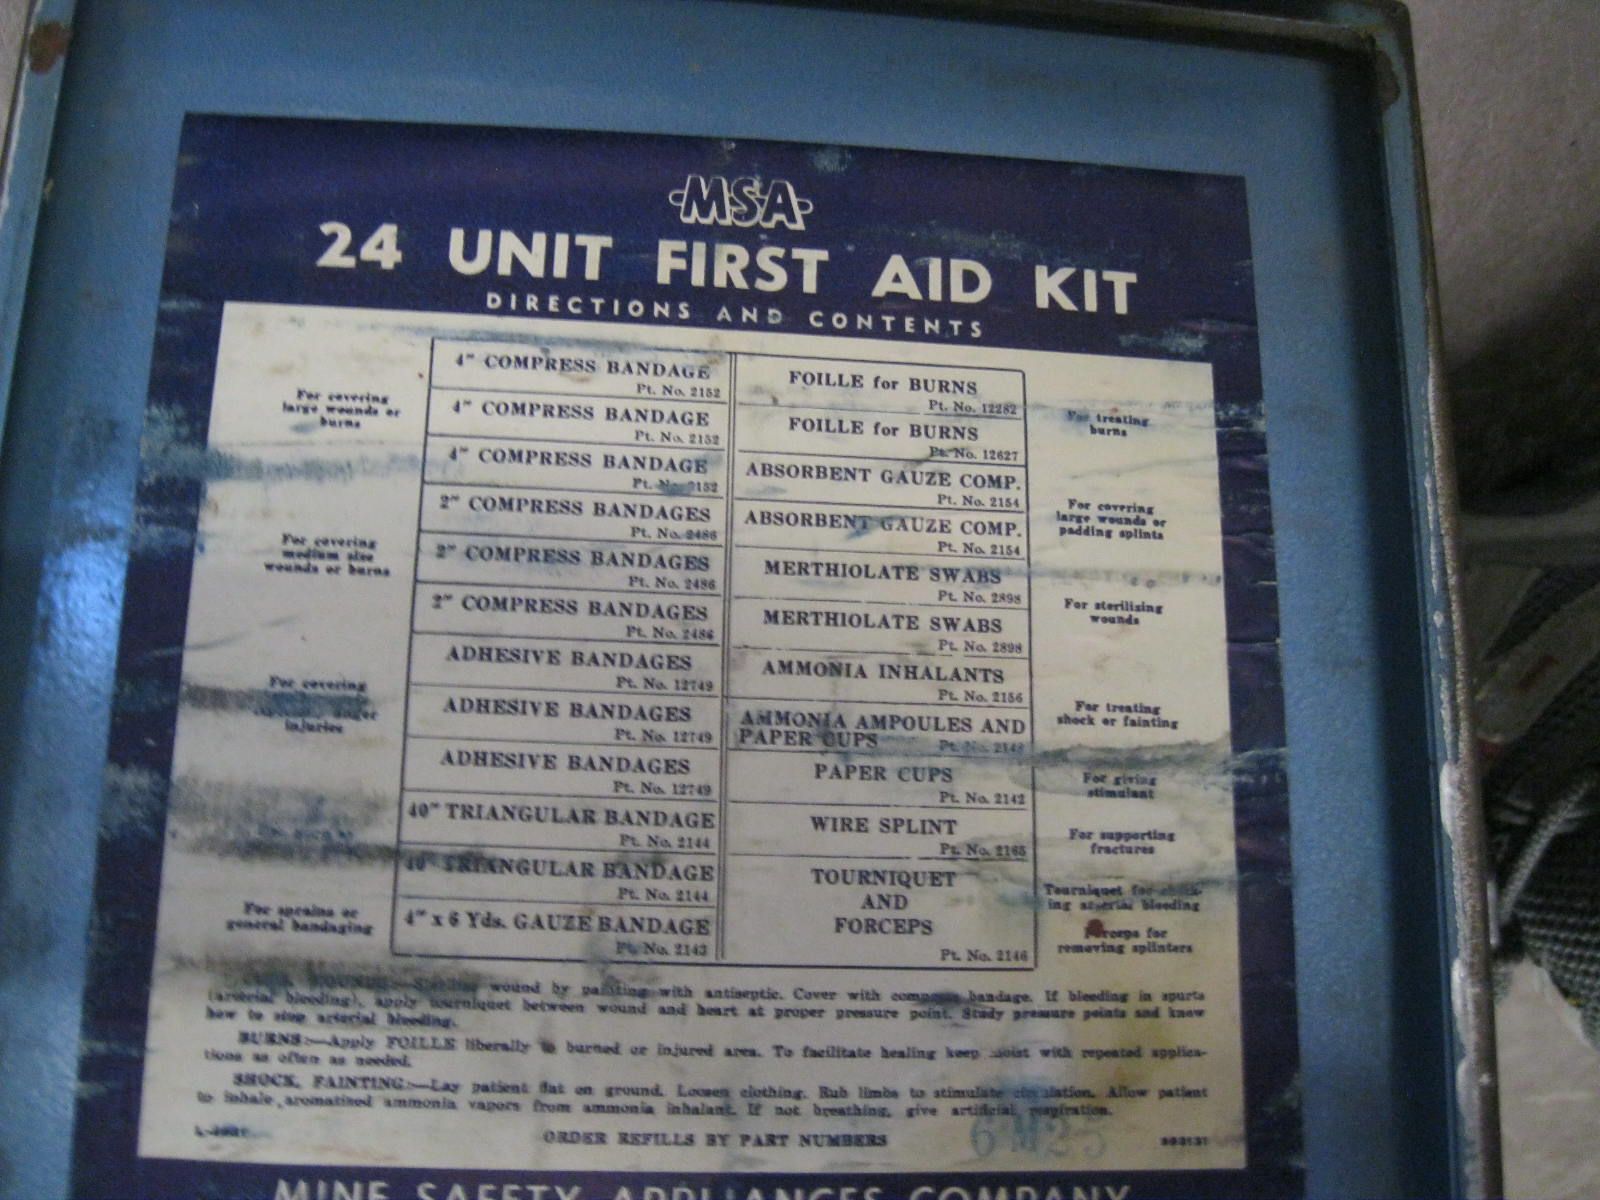 MSA
24 UNIT FIRST AID KIT
DIRECTIONS AND CONTENTS
For covering
large wounds or
burns
For covering
medium size
wounds or burns
For covering
injuries
For sprains or
general bandaging
4" COMPRESS BANDAGE
Pt. No. 2152
4" COMPRESS BANDAGE
Pt. No. 2152
4" COMPRESS BANDAGE
Pt. No. 2152
2" COMPRESS BANDAGES
Pt. No. 2486
2" COMPRESS BANDAGES
Pt. No. 2486
2" COMPRESS BANDAGES
Pt. No. 2486
ADHESIVE BANDAGES
Pt. No. 12749
ADHESIVE BANDAGES
Pt. No. 12749
ADHESIVE BANDAGES
Pt. No. 12749
40" TRIANGULAR BANDAGE
Pt. No. 2144
40" TRIANGULAR BANDAGE
Pt. No. 2144
4" x 6 Yds. GAUZE BANDAGE
Pt. No. 2143
FOILLE for BURNS
Pt. No. 12282
FOILLE for BURNS
Pt. No. 12627
ABSORBENT GAUZE COMP.
Pt. No. 2154
ABSORBENT GAUZE COMP.
Pt. No. 2154
MERTHIOLATE SWABS
Pt. No. 2898
MERTHIOLATE SWABS
Pt. No. 2898
AMMONIA INHALANTS
Pt. No. 2156
AMMONIA AMPOULES AND
PAPER CUPS Pt. No. 2148
PAPER CUPS
Pt. No. 2142
WIRE SPLINT
Pt. No. 2165
TOURNIQUET
AND
FORCEPS
Pt. No. 2146
For treating
burns
For covering
large wounds or
padding splints
For sterilizing
wounds
For treating
shock or fainting
For giving
stimulant
For supporting
fractures
Tourniquet for check-
ing arterial bleeding
Forceps for
removing splinters
WOUNDS:—Sterilize wound by painting with antiseptic. Cover with compress bandage. If bleeding in spurts
(arterial bleeding), apply tourniquet between wound and heart at proper pressure point. Study pressure points and know
how to stop arterial bleeding.
BURNS:—Apply FOILLE liberally to burned or injured area. To facilitate healing keep moist with repeated applica-
tions as often as needed.
SHOCK, FAINTING:—Lay patient flat on ground. Loosen clothing. Rub limbs to stimulate circulation. Allow patient
to inhale aromatized ammonia vapors from ammonia inhalant. If not breathing, give artificial respiration.
ORDER REFILLS BY PART NUMBERS
6M25
MINE SAFETY APPLIANCES COMPANY